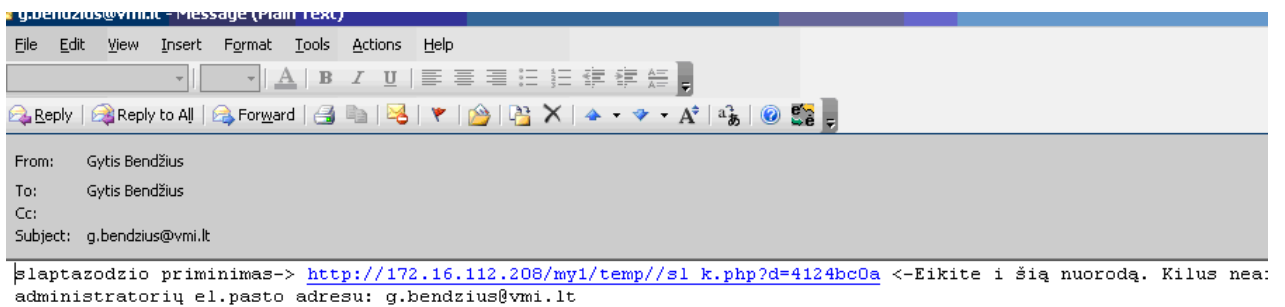 g.bendzius@vmi.lt - Message (Plain Text)
File Edit View Insert Format Tools Actions Help
A B I U
Reply Reply to All Forward
From: Gytis Bendžius
To: Gytis Bendžius
Cc:
Subject: g.bendzius@vmi.lt
slaptazodzio priminimas-> http://172.16.112.208/my1/temp//sl k.php?d=4124bc0a <-Eikite i šią nuorodą. Kilus
administratorių el.pasto adresu: g.bendzius@vmi.lt